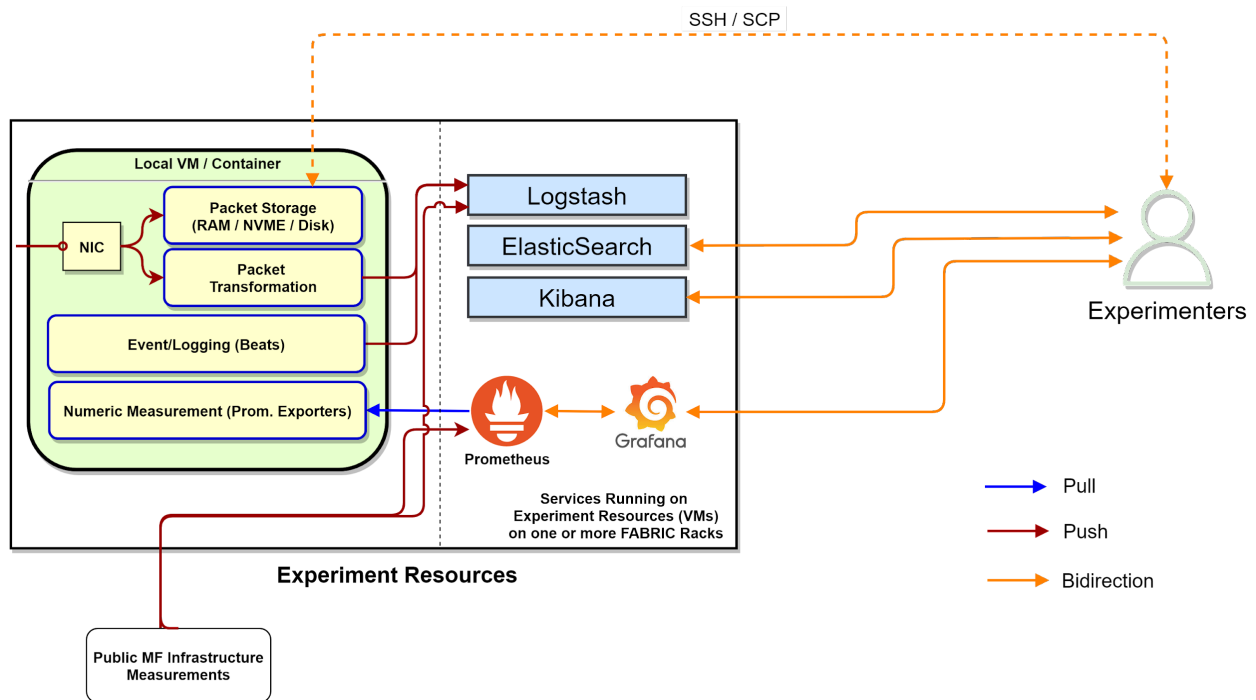 SSH / SCP
Local VM / Container
NIC
Packet Storage
(RAM / NVME / Disk)
Packet
Transformation
Event/Logging (Beats)
Numeric Measurement (Prom. Exporters)
Logstash
ElasticSearch
Kibana
Prometheus
Grafana
Services Running on
Experiment Resources (VMs)
on one or more FABRIC Racks
Experiment Resources
Public MF Infrastructure
Measurements
Experimenters
Pull
Push
Bidirection